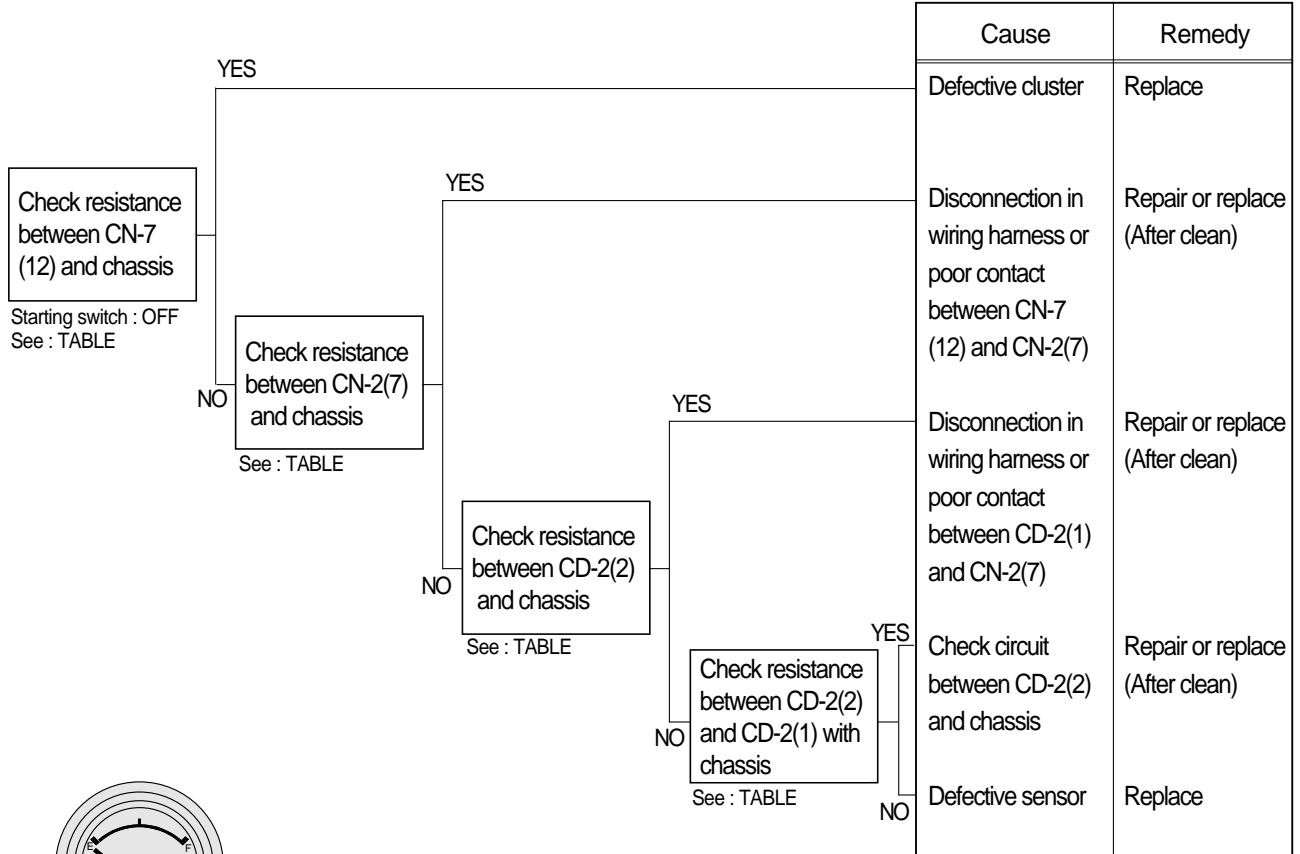 Cause
Remedy
YES
Defective cluster
Replace
Check resistance
between CN-7
(12) and chassis
Starting switch : OFF
See : TABLE
YES
Disconnection in
wiring harness or
poor contact
between CN-7
(12) and CN-2(7)
Repair or replace
(After clean)
NO
Check resistance
between CN-2(7)
and chassis
See : TABLE
YES
Disconnection in
wiring harness or
poor contact
between CD-2(1)
and CN-2(7)
Repair or replace
(After clean)
NO
Check resistance
between CD-2(2)
and chassis
See : TABLE
YES
Check circuit
between CD-2(2)
and chassis
Repair or replace
(After clean)
NO
Check resistance
between CD-2(2)
and CD-2(1) with
chassis
See : TABLE
NO
Defective sensor
Replace
E
F